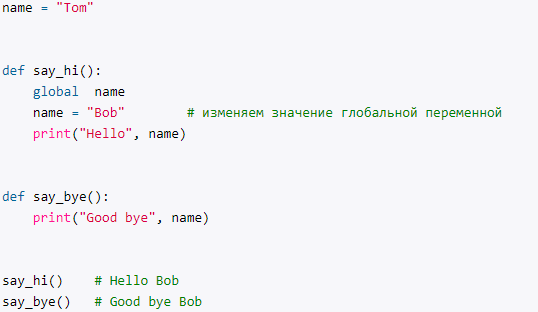 name = "Tom"
def say_hi():
    global  name
    name = "Bob"        # изменяем значение глобальной переменной
    print("Hello", name)
def say_bye():
    print("Good bye", name)
say_hi()    # Hello Bob
say_bye()   # Good bye Bob